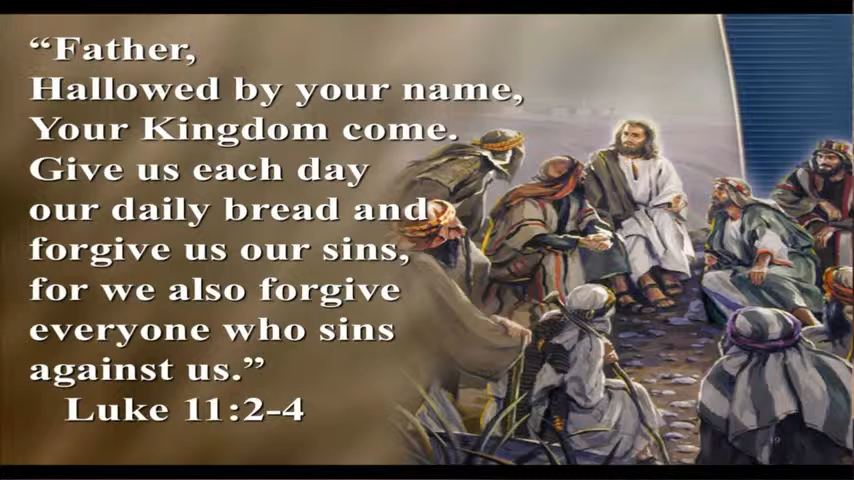 “Father,
Hallowed by your name,
Your Kingdom come.
Give us each day
our daily bread and
forgive us our sins,
for we also forgive
everyone who sins
against us.”
Luke 11:2-4
19